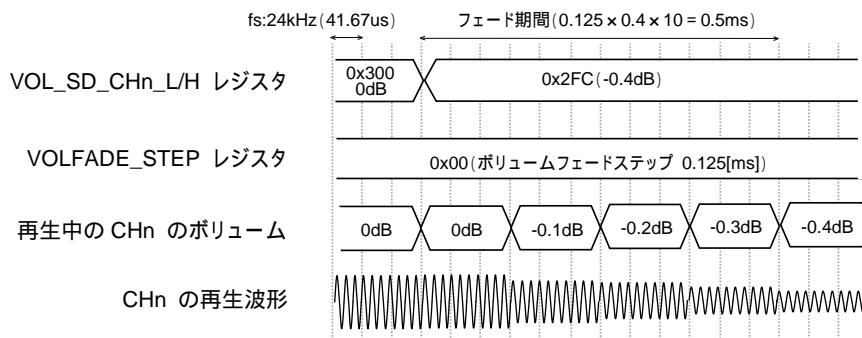 fs:24kHz(41.67us)
フェード期間(0.125×0.4×10=0.5ms)
VOL_SD_CHn_L/H レジスタ
0x300
0dB
0x2FC(-0.4dB)
VOLFADE_STEP レジスタ
0x00(ボリュームフェードステップ 0.125[ms])
再生中の CHn のボリューム
0dB
0dB
-0.1dB
-0.2dB
-0.3dB
-0.4dB
CHn の再生波形